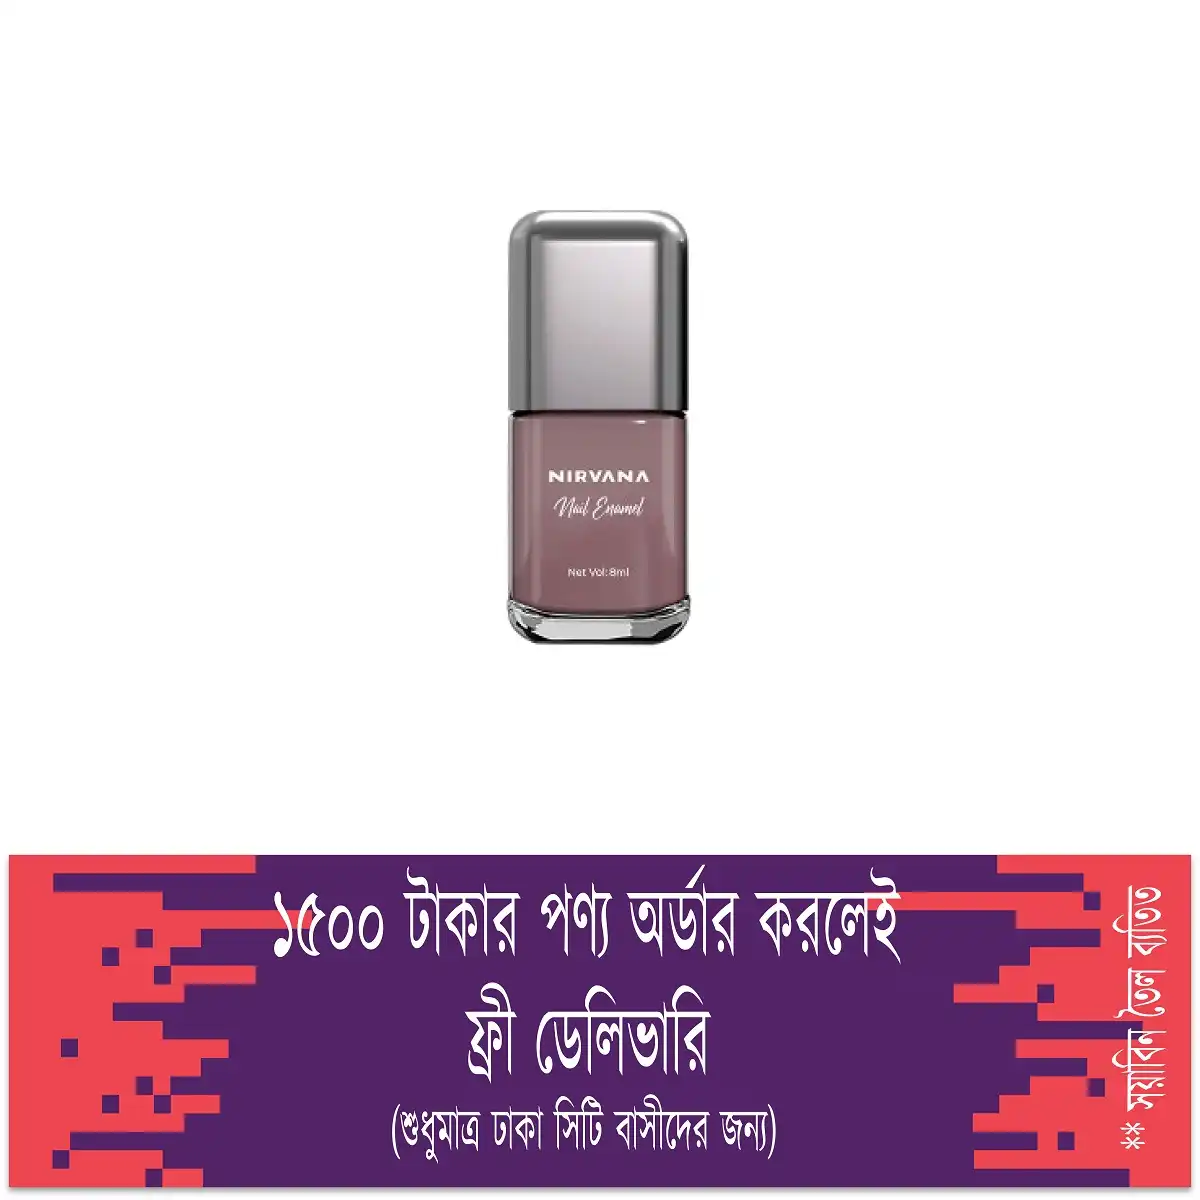 NIRVANA
Nail Enamel
Net Vol: 8ml
১৫০০ টাকার পণ্য অর্ডার করলেই
ফ্রী ডেলিভারি
(শুধুমাত্র ঢাকা সিটি বাসীদের জন্য)
** সয়াবিন তৈল ব্যতিত